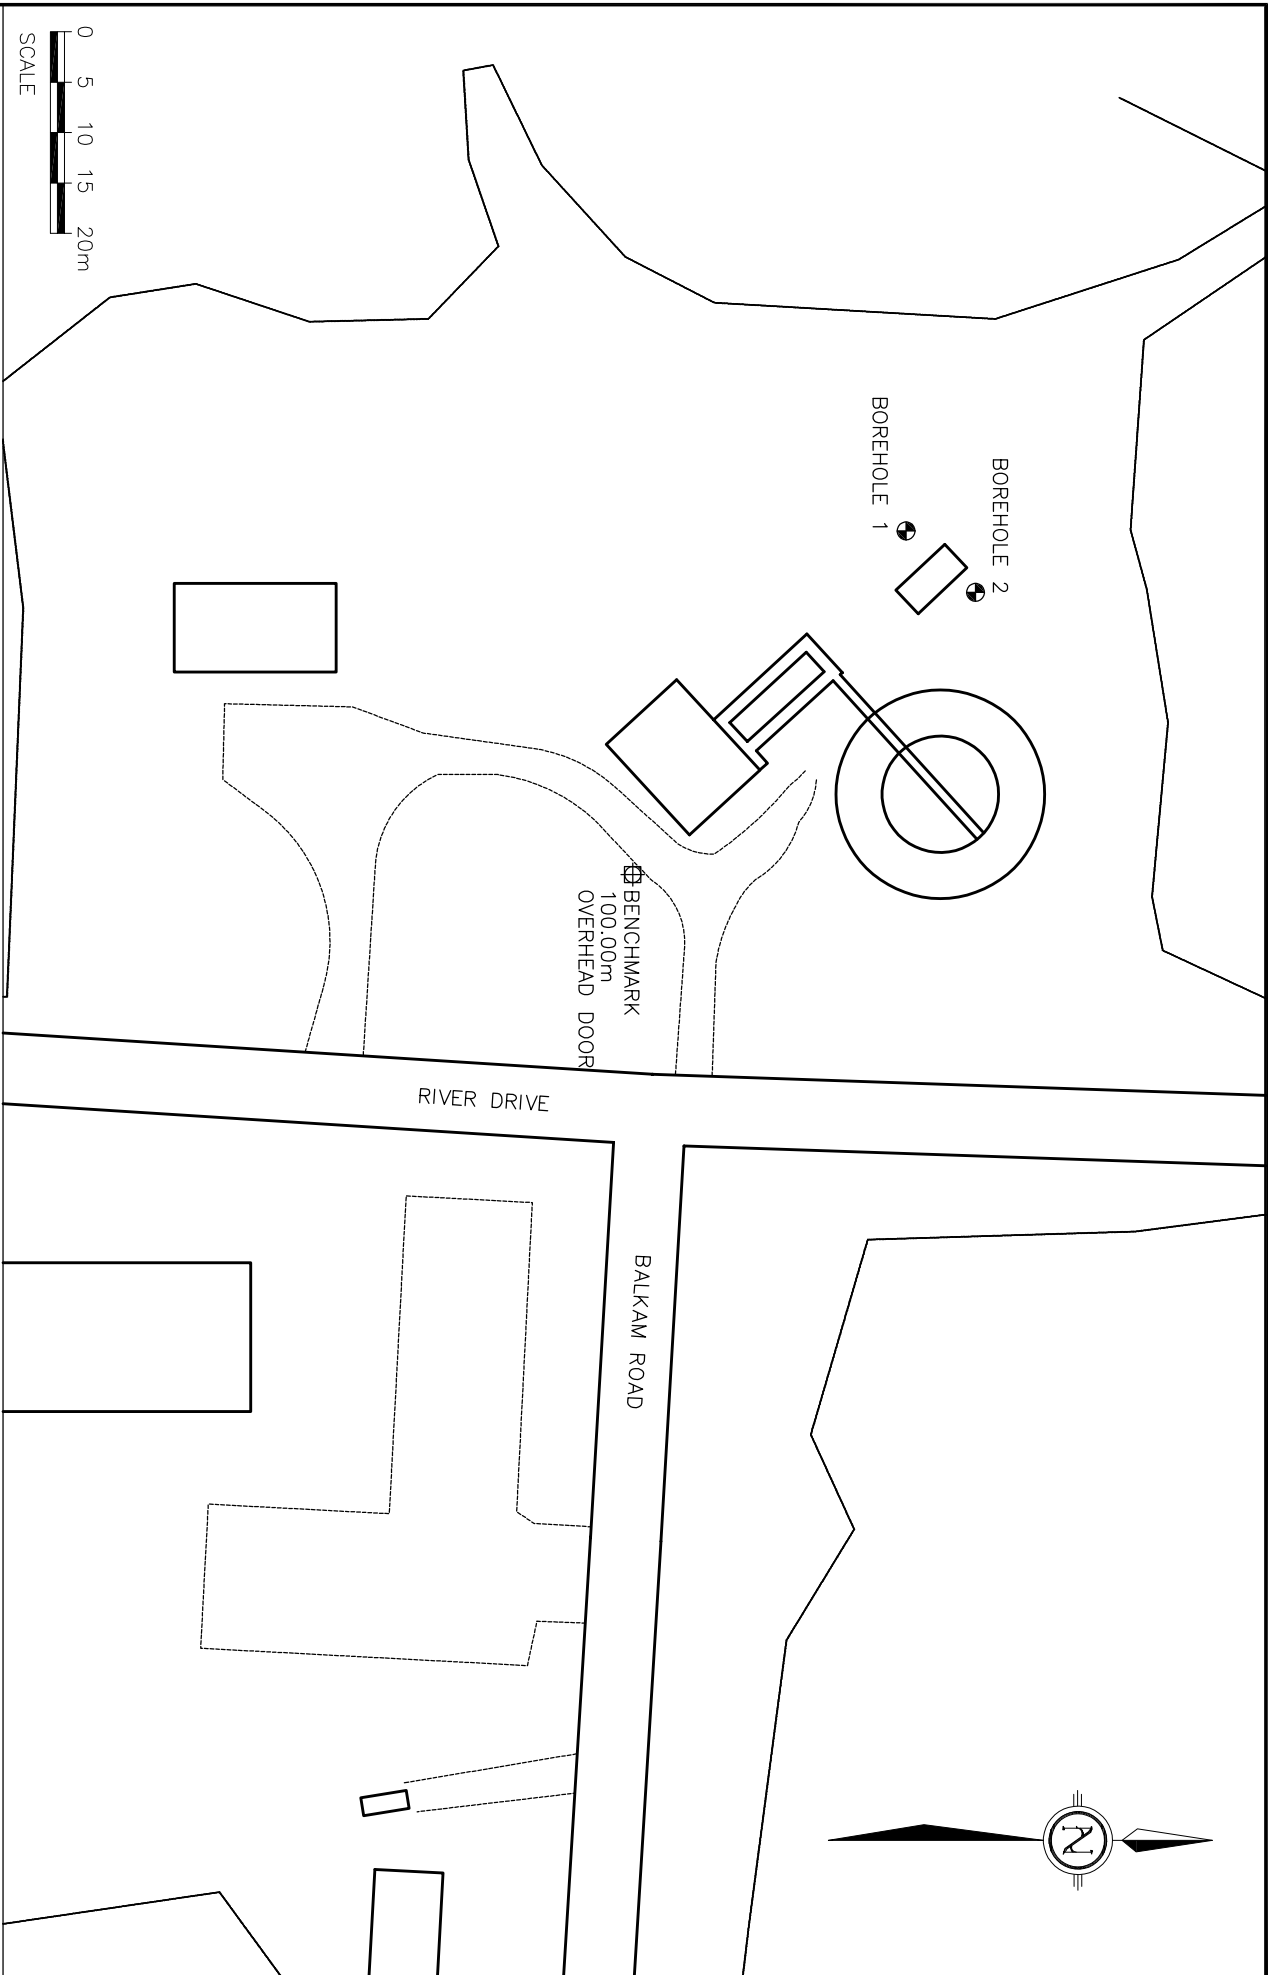 BOREHOLE 2
BOREHOLE 1
BENCHMARK
100.00m
OVERHEAD DOOR
RIVER DRIVE
BALKAM ROAD
N
0 5 10 15 20m
SCALE